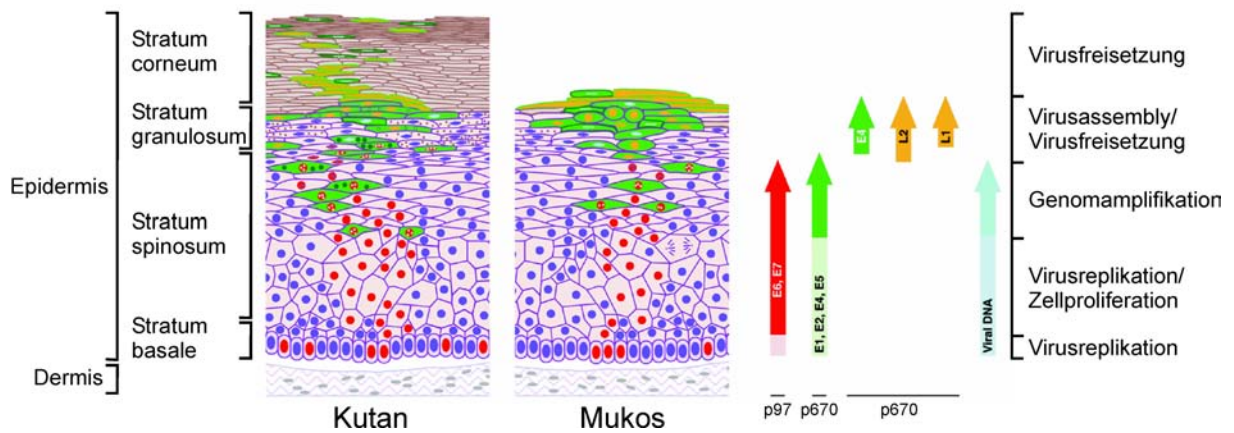 Epidermis
Dermis
Stratum
corneum
Stratum
granulosum
Stratum
spinosum
Stratum
basale
Kutan
Mukos
E6, E7
E1, E2, E4, E5
E4
L2
L1
Viral DNA
p97
p670
p670
Virusfreisetzung
Virusassembly/
Virusfreisetzung
Genomamplifikation
Virusreplikation/
Zellproliferation
Virusreplikation